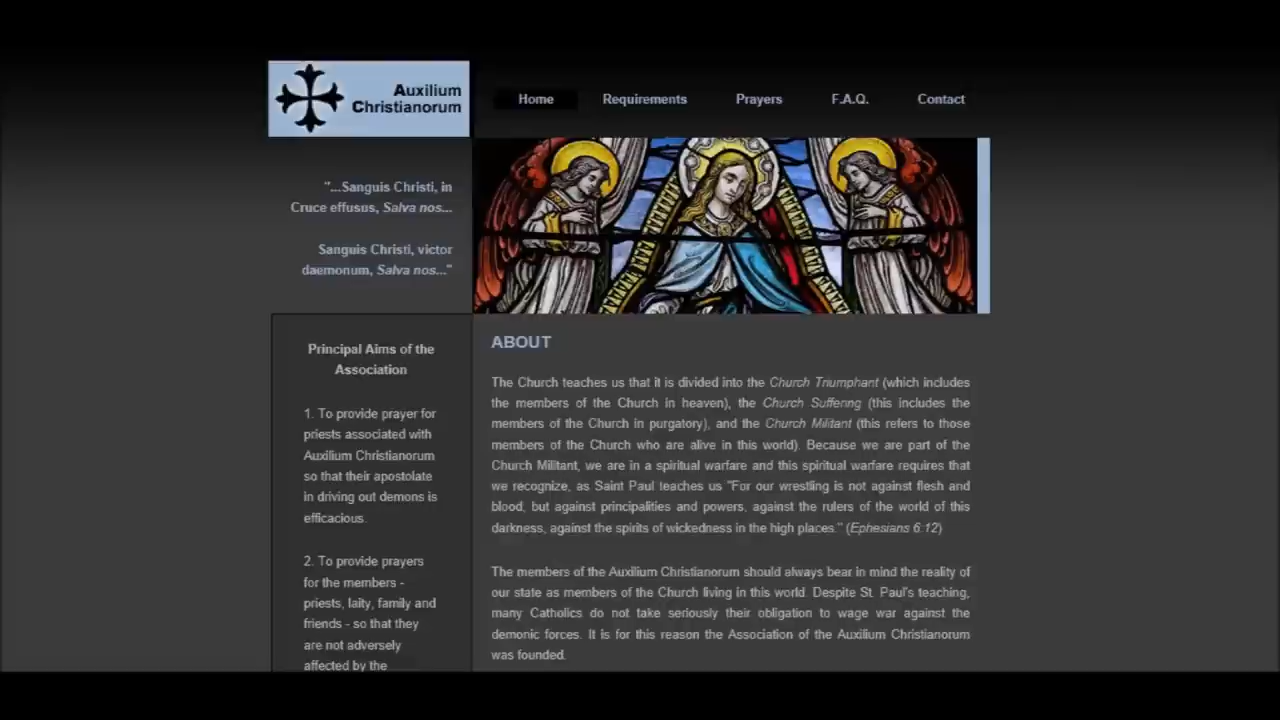 Auxilium
Christianorum
Home Requirements Prayers F.A.Q. Contact
"...Sanguis Christi, in
Cruce effusus, Salva nos...
Sanguis Christi, victor
daemonum, Salva nos..."
Principal Aims of the
Association
1. To provide prayer for
priests associated with
Auxilium Christianorum
so that their apostolate
in driving out demons is
efficacious.
2. To provide prayers
for the members -
priests, laity, family and
friends - so that they
are not adversely
affected by the
ABOUT
The Church teaches us that it is divided into the Church Triumphant (which includes
the members of the Church in heaven), the Church Suffering (this includes the
members of the Church in purgatory), and the Church Militant (this refers to those
members of the Church who are alive in this world). Because we are part of the
Church Militant, we are in a spiritual warfare and this spiritual warfare requires that
we recognize, as Saint Paul teaches us "For our wrestling is not against flesh and
blood, but against principalities and powers, against the rulers of the world of this
darkness, against the spirits of wickedness in the high places." (Ephesians 6:12)
The members of the Auxilium Christianorum should always bear in mind the reality of
our state as members of the Church living in this world. Despite St. Paul's teaching,
many Catholics do not take seriously their obligation to wage war against the
demonic forces. It is for this reason the Association of the Auxilium Christianorum
was founded.